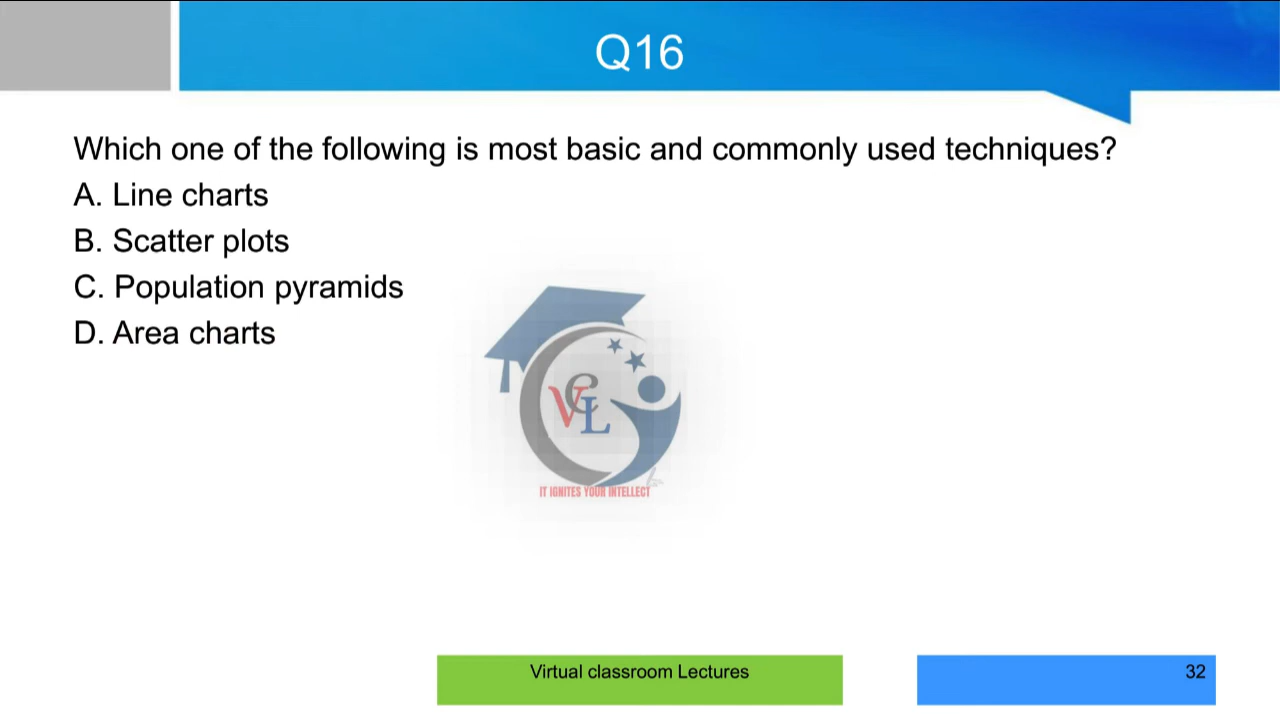 Q16
Which one of the following is most basic and commonly used techniques?
A. Line charts
B. Scatter plots
C. Population pyramids
D. Area charts
VCL
IT IGNITES YOUR INTELLECT
Virtual classroom Lectures
32